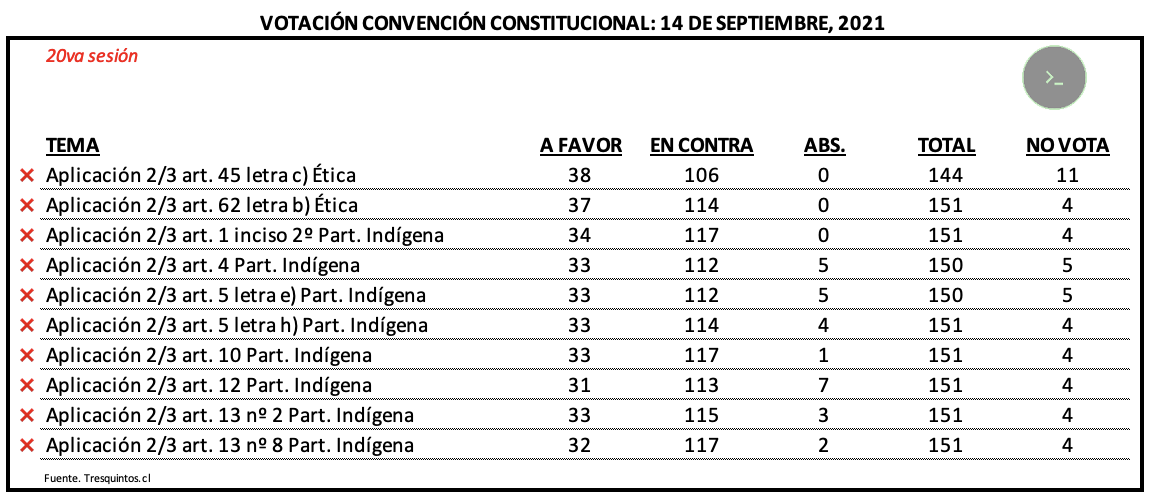 VOTACIÓN CONVENCIÓN CONSTITUCIONAL: 14 DE SEPTIEMBRE, 2021
20va sesión
>_
TEMA A FAVOR EN CONTRA ABS. TOTAL NO VOTA
Aplicación 2/3 art. 45 letra c) Ética 38 106 0 144 11
Aplicación 2/3 art. 62 letra b) Ética 37 114 0 151 4
Aplicación 2/3 art. 1 inciso 2º Part. Indígena 34 117 0 151 4
Aplicación 2/3 art. 4 Part. Indígena 33 112 5 150 5
Aplicación 2/3 art. 5 letra e) Part. Indígena 33 112 5 150 5
Aplicación 2/3 art. 5 letra h) Part. Indígena 33 114 4 151 4
Aplicación 2/3 art. 10 Part. Indígena 33 117 1 151 4
Aplicación 2/3 art. 12 Part. Indígena 31 113 7 151 4
Aplicación 2/3 art. 13 nº 2 Part. Indígena 33 115 3 151 4
Aplicación 2/3 art. 13 nº 8 Part. Indígena 32 117 2 151 4
Fuente. Tresquintos.cl